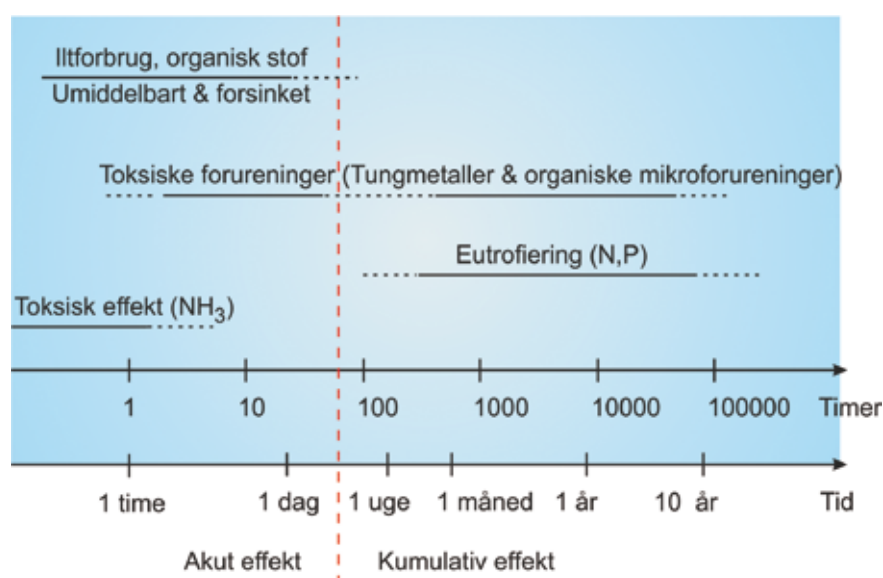 Iltforbrug, organisk stof
Umiddelbart & forsinket
Toksiske forureninger (Tungmetaller & organiske mikroforureninger)
Eutrofiering (N,P)
Toksisk effekt (NH₃)
1 10 100 1000 10000 100000 Timer
1 time 1 dag 1 uge 1 måned 1 år 10 år Tid
Akut effekt Kumulativ effekt